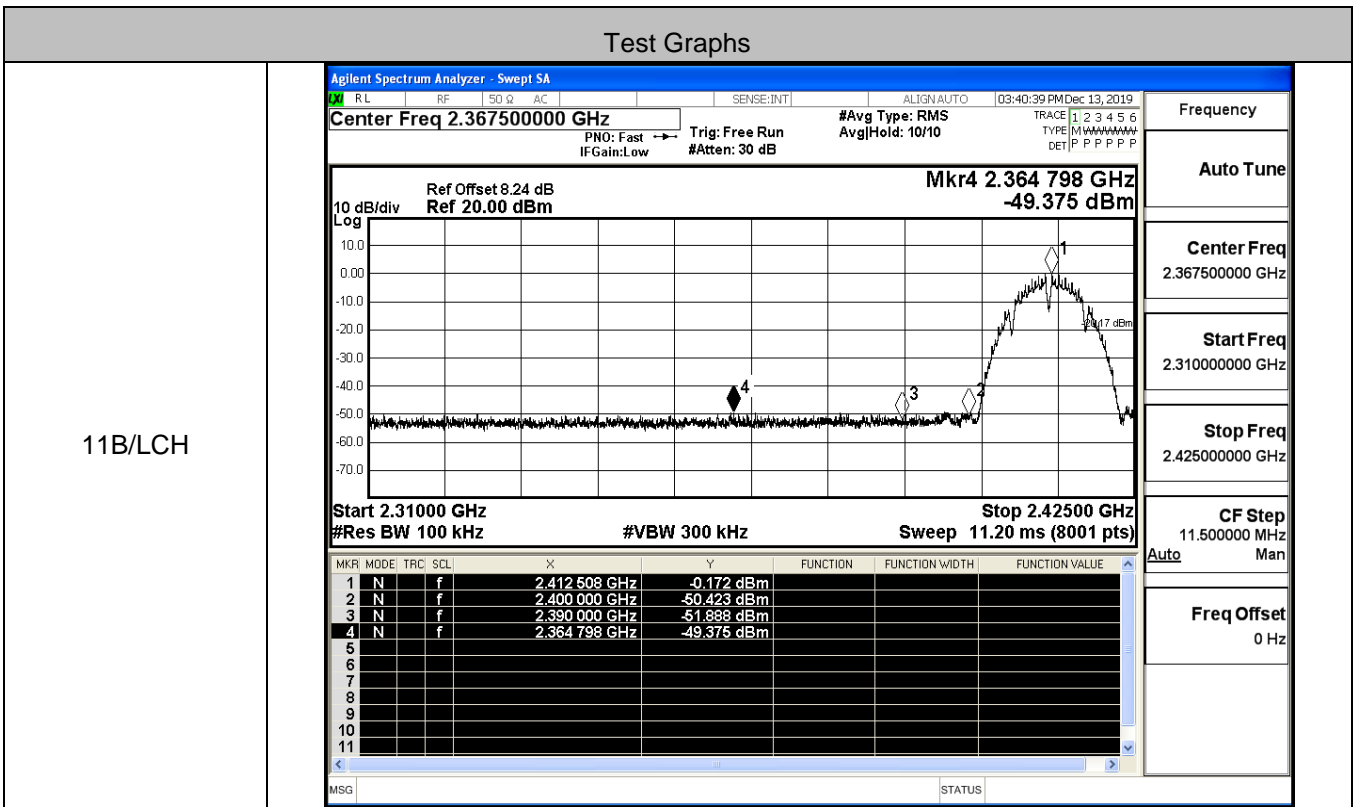 Test Graphs
11B/LCH
Agilent Spectrum Analyzer - Swept SA
LXI RL RF 50 Ω AC SENSE:INT ALIGNAUTO 03:40:39 PM Dec 13, 2019
Center Freq 2.367500000 GHz
PNO: Fast
IFGain:Low
Trig: Free Run
#Atten: 30 dB
#Avg Type: RMS
Avg|Hold: 10/10
TRACE 1 2 3 4 5 6
TYPE MWWWWWW
DET P P P P P P
Mkr4 2.364 798 GHz
-49.375 dBm
Ref Offset 8.24 dB
10 dB/div Ref 20.00 dBm
Log
10.0
0.00
-10.0
-20.0
-30.0
-40.0
-50.0
-60.0
-70.0
1
-20.17 dBm
4
3
2
Start 2.31000 GHz Stop 2.42500 GHz
#Res BW 100 kHz #VBW 300 kHz Sweep 11.20 ms (8001 pts)
MKR MODE TRC SCL X Y FUNCTION FUNCTION WIDTH FUNCTION VALUE
1 N f 2.412 508 GHz -0.172 dBm
2 N f 2.400 000 GHz -50.423 dBm
3 N f 2.390 000 GHz -51.888 dBm
4 N f 2.364 798 GHz -49.375 dBm
5
6
7
8
9
10
11
MSG STATUS
Frequency
Auto Tune
Center Freq
2.367500000 GHz
Start Freq
2.310000000 GHz
Stop Freq
2.425000000 GHz
CF Step
11.500000 MHz
Auto Man
Freq Offset
0 Hz